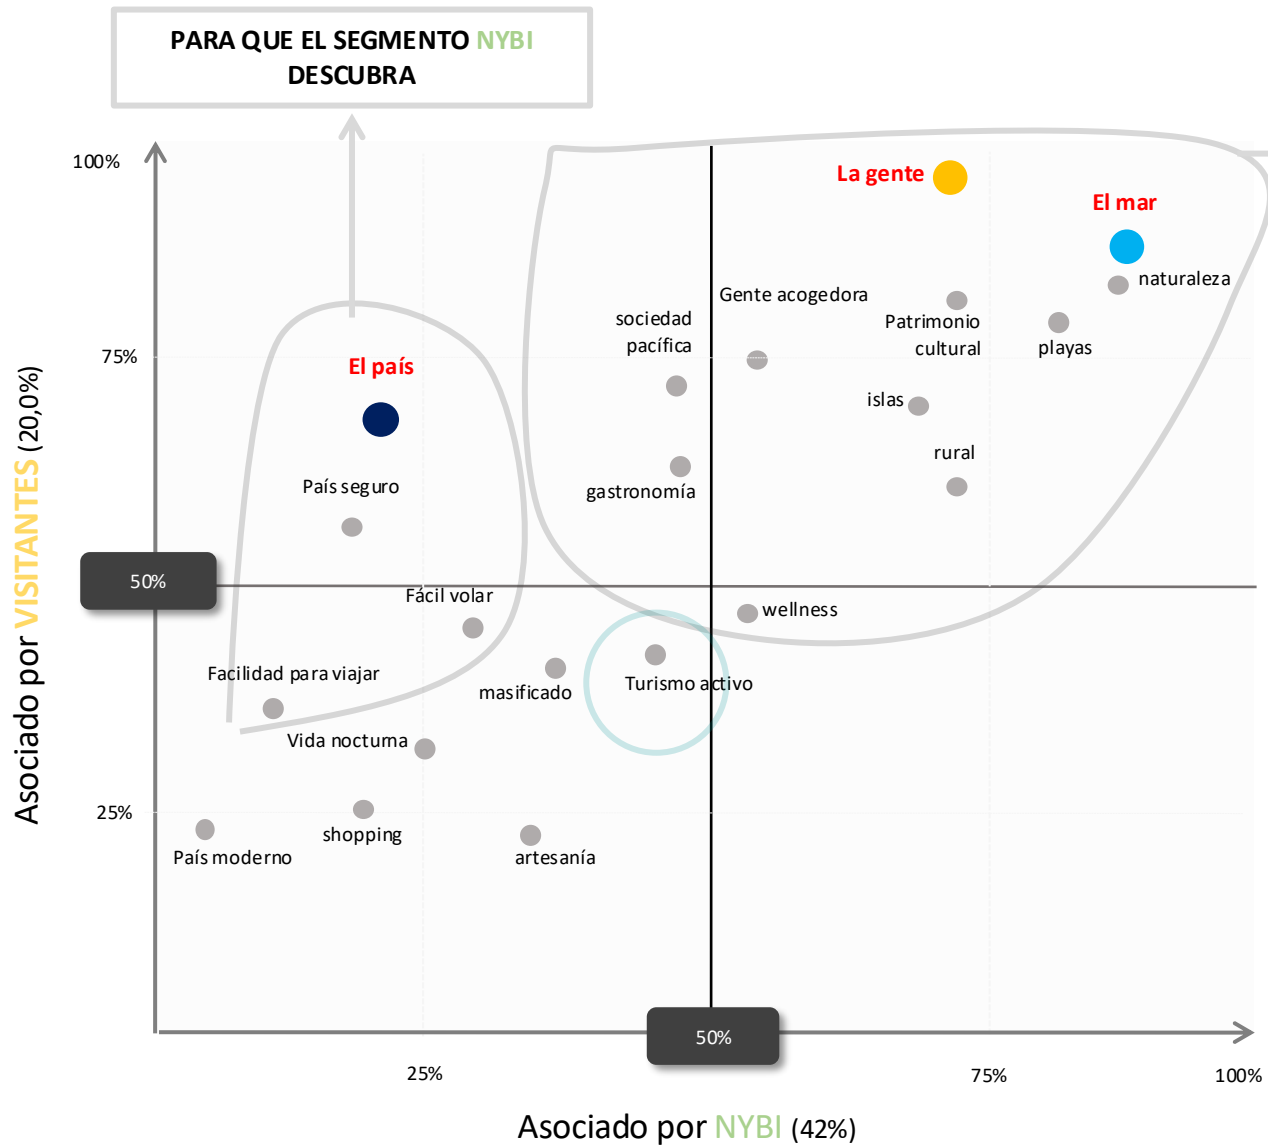 PARA QUE EL SEGMENTO NYBI
DESCUBRA
100%
La gente
El mar
naturaleza
Gente acogedora
sociedad
pacífica
Patrimonio
cultural
playas
75%
El país
islas
rural
País seguro
gastronomía
50%
Fácil volar
wellness
Facilidad para viajar
masificado
Turismo activo
Vida nocturna
25%
shopping
País moderno
artesanía
50%
25%
75%
100%
Asociado por VISITANTES (20,0%)
Asociado por NYBI (42%)